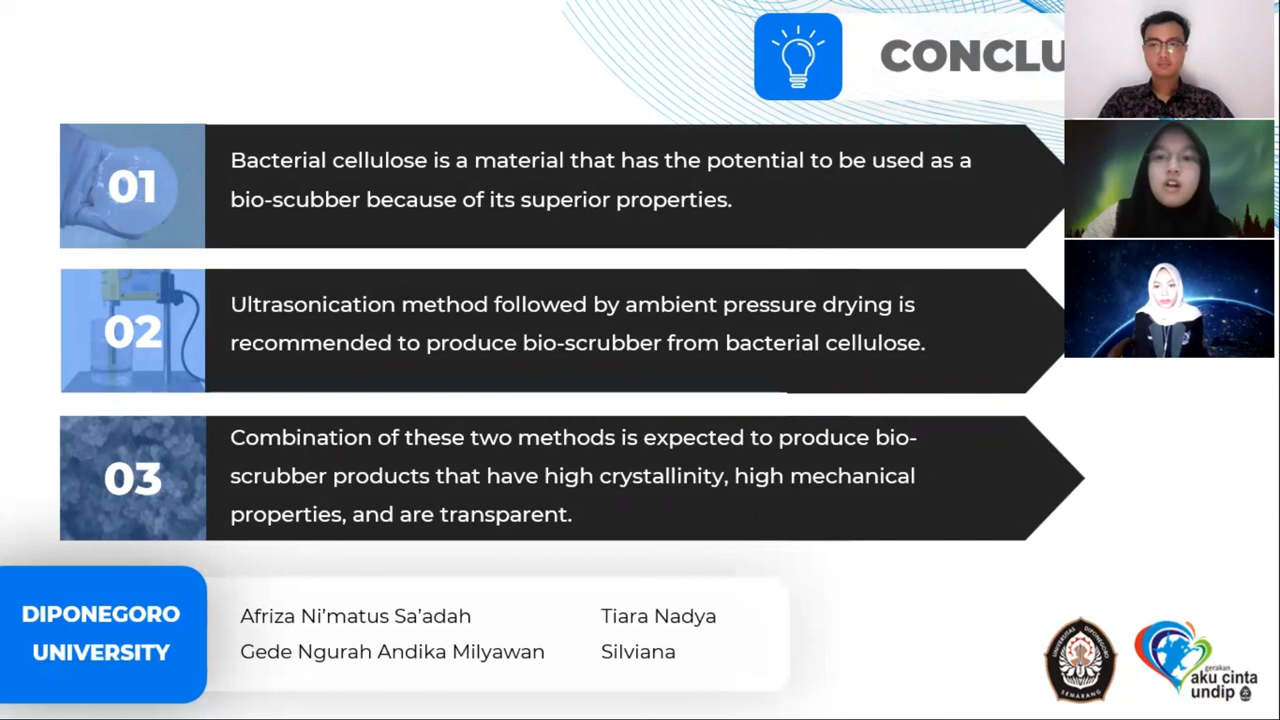 CONCLU
01
Bacterial cellulose is a material that has the potential to be used as a
bio-scubber because of its superior properties.
02
Ultrasonication method followed by ambient pressure drying is
recommended to produce bio-scrubber from bacterial cellulose.
03
Combination of these two methods is expected to produce bio-
scrubber products that have high crystallinity, high mechanical
properties, and are transparent.
DIPONEGORO
UNIVERSITY
Afriza Ni’matus Sa’adah
Gede Ngurah Andika Milyawan
Tiara Nadya
Silviana
UNIVERSITAS DIPONEGORO
SEMARANG
gerakan
aku cinta
undip